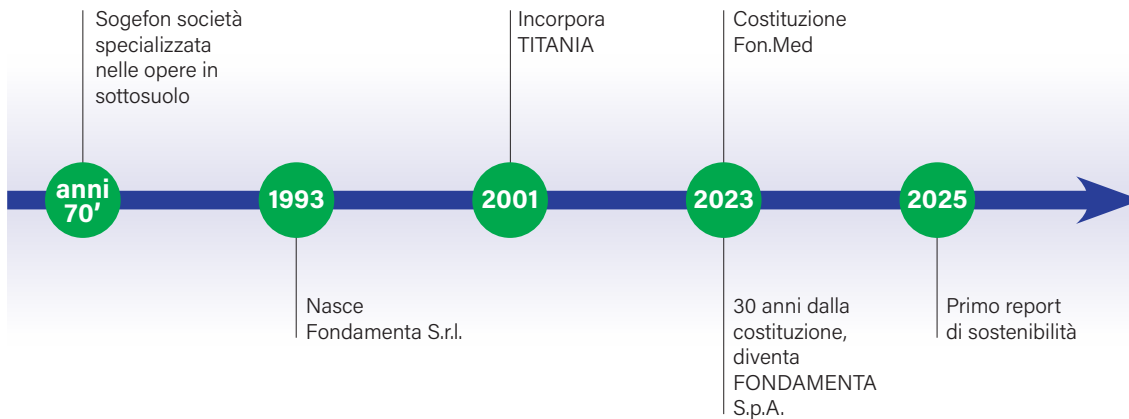 Sogefon società
specializzata
nelle opere in
sottosuolo
Incorpora
TITANIA
Costituzione
Fon.Med
anni
70'
1993
2001
2023
2025
Nasce
Fondamenta S.r.l.
30 anni dalla
costituzione,
diventa
FONDAMENTA
S.p.A.
Primo report
di sostenibilità